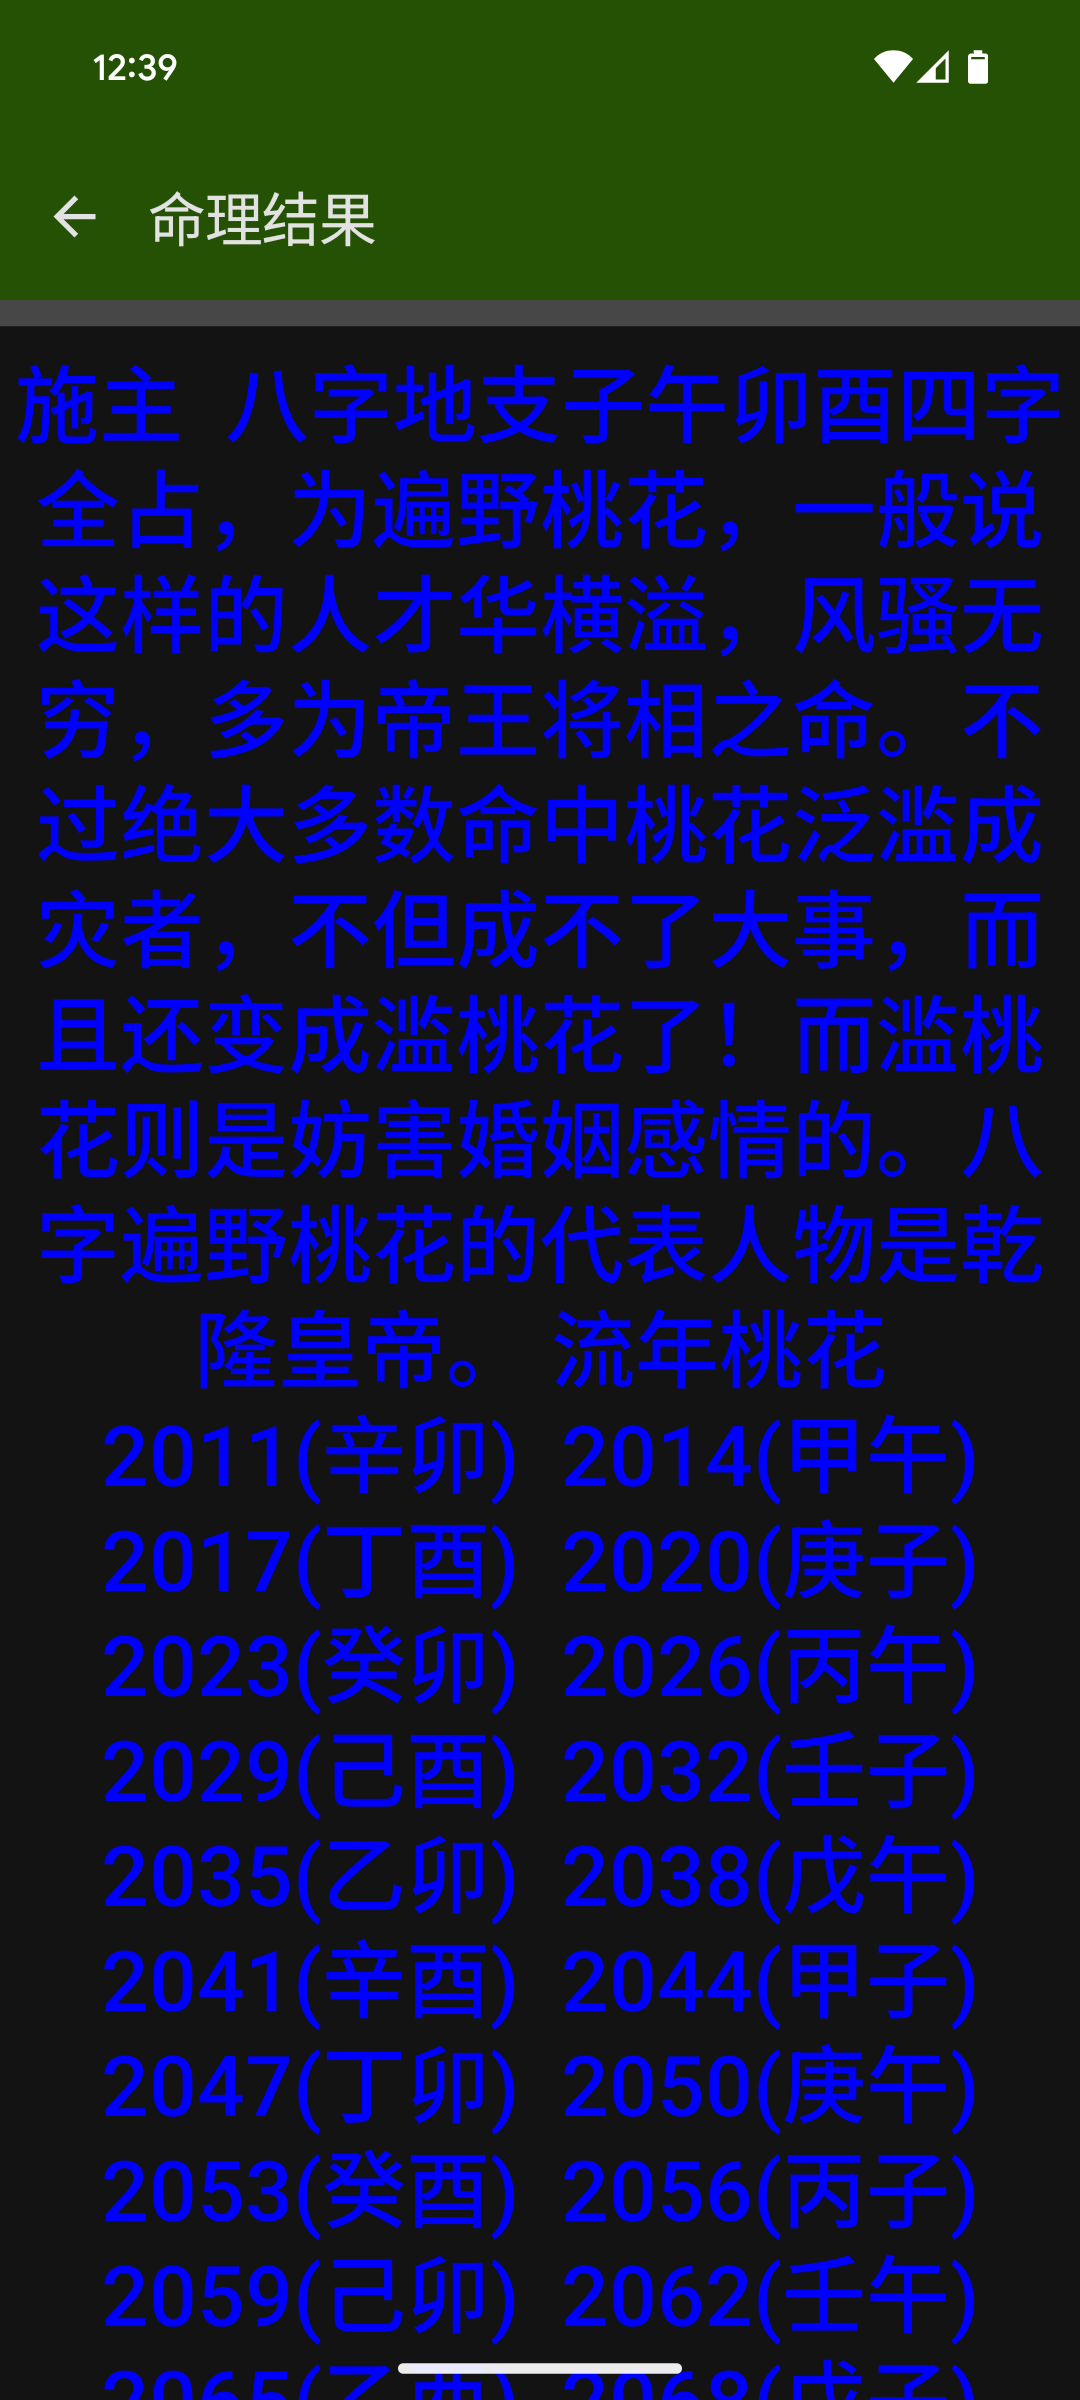 12:39
命理结果
施主 八字地支子午卯酉四字
全占，为遍野桃花，一般说
这样的人才华横溢，风骚无
穷，多为帝王将相之命。不
过绝大多数命中桃花泛滥成
灾者，不但成不了大事，而
且还变成滥桃花了！而滥桃
花则是妨害婚姻感情的。八
字遍野桃花的代表人物是乾
隆皇帝。 流年桃花
2011(辛卯) 2014(甲午)
2017(丁酉) 2020(庚子)
2023(癸卯) 2026(丙午)
2029(己酉) 2032(壬子)
2035(乙卯) 2038(戊午)
2041(辛酉) 2044(甲子)
2047(丁卯) 2050(庚午)
2053(癸酉) 2056(丙子)
2059(己卯) 2062(壬午)
2065(乙酉) 2068(戊子)